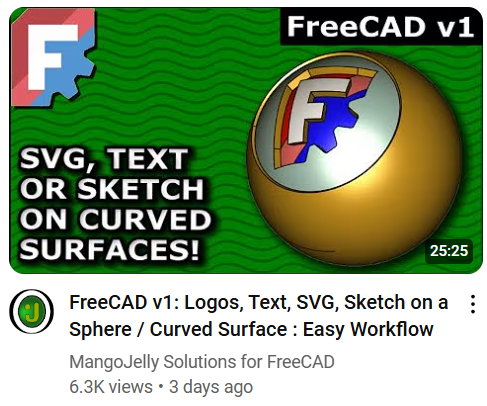 FreeCAD v1
F
F
SVG, TEXT
OR SKETCH
ON CURVED
SURFACES!
25:25
J
FreeCAD v1: Logos, Text, SVG, Sketch on a
Sphere / Curved Surface : Easy Workflow
MangoJelly Solutions for FreeCAD
6.3K views • 3 days ago